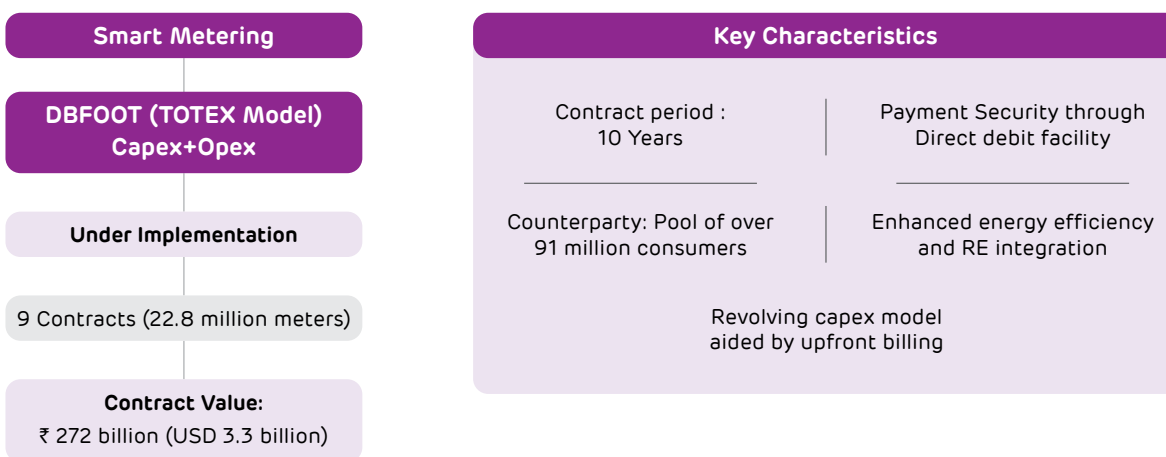 Smart Metering
DBFOOT (TOTEX Model)
Capex+Opex
Under Implementation
9 Contracts (22.8 million meters)
Contract Value:
₹ 272 billion (USD 3.3 billion)
Key Characteristics
Contract period :
10 Years
Payment Security through
Direct debit facility
Counterparty: Pool of over
91 million consumers
Enhanced energy efficiency
and RE integration
Revolving capex model
aided by upfront billing